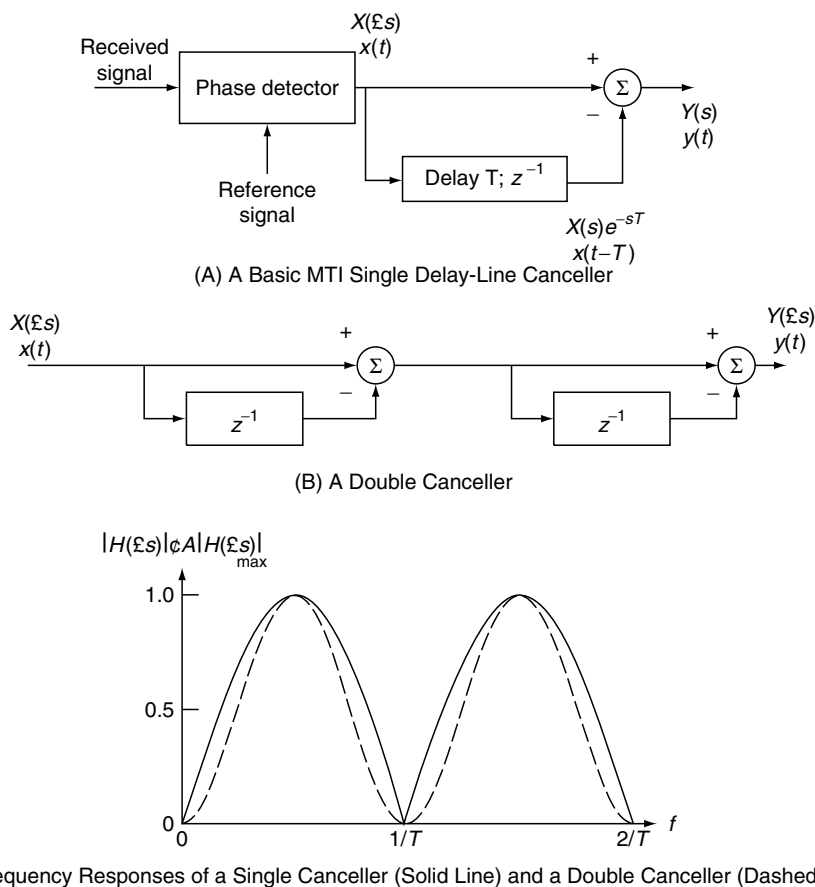 X(£s)
x(t)
Received
signal
Phase detector
+
Σ
−
Y(s)
y(t)
Reference
signal
Delay T; z⁻¹
X(s)e⁻ˢᵀ
x(t−T)
(A) A Basic MTI Single Delay-Line Canceller
X(£s)
x(t)
+
Σ
−
z⁻¹
+
Σ
−
z⁻¹
Y(£s)
y(t)
(B) A Double Canceller
|H(£s)|¢A|H(£s)|max
1.0
0.5
0
0
1/T
2/T
f
equency Responses of a Single Canceller (Solid Line) and a Double Canceller (Dashed